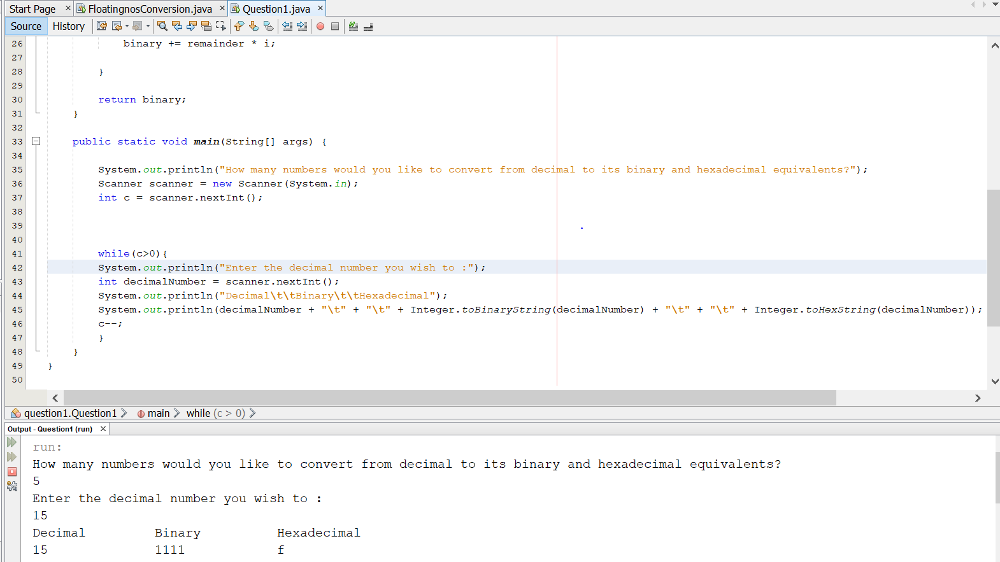 Start Page × FloatingnosConversion.java × Question1.java ×
Source History
26 binary += remainder * i;
27
28 }
29
30 return binary;
31 }
32
33 public static void main(String[] args) {
34
35 System.out.println("How many numbers would you like to convert from decimal to its binary and hexadecimal equivalents?");
36 Scanner scanner = new Scanner(System.in);
37 int c = scanner.nextInt();
38
39
40
41 while(c>0){
42 System.out.println("Enter the decimal number you wish to :");
43 int decimalNumber = scanner.nextInt();
44 System.out.println("Decimal\t\tBinary\t\tHexadecimal");
45 System.out.println(decimalNumber + "\t" + "\t" + Integer.toBinaryString(decimalNumber) + "\t" + "\t" + Integer.toHexString(decimalNumber));
46 c--;
47 }
48 }
49 }
50
question1.Question1 main while (c > 0)
Output - Question1 (run) ×
run:
How many numbers would you like to convert from decimal to its binary and hexadecimal equivalents?
5
Enter the decimal number you wish to :
15
Decimal Binary Hexadecimal
15 1111 f